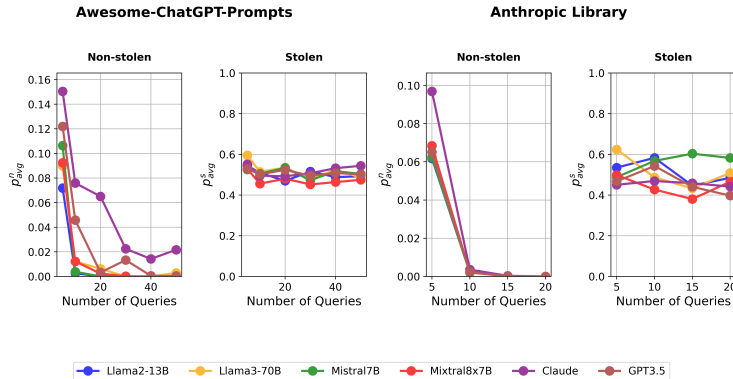 Awesome-ChatGPT-Prompts
Anthropic Library
Non-stolen
Stolen
Non-stolen
Stolen
p^n_avg
0.16
0.14
0.12
0.10
0.08
0.06
0.04
0.02
0.00
20
40
Number of Queries
p^s_avg
1.0
0.8
0.6
0.4
0.2
0.0
20
40
Number of Queries
p^n_avg
0.10
0.08
0.06
0.04
0.02
0.00
5
10
15
20
Number of Queries
p^s_avg
1.0
0.8
0.6
0.4
0.2
0.0
5
10
15
20
Number of Queries
Llama2-13B
Llama3-70B
Mistral7B
Mixtral8x7B
Claude
GPT3.5